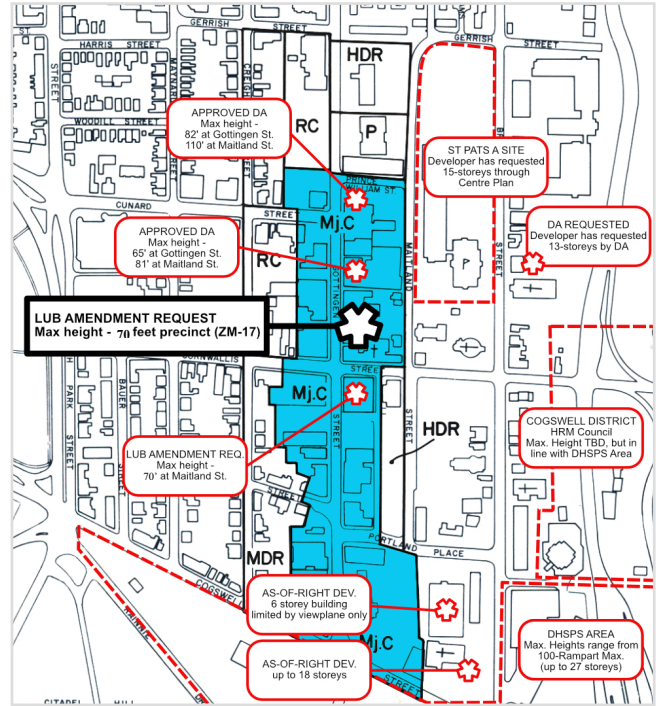 GERRISH
STREET
ST.
HARRIS STREET
MAYNARD
CREIGHTON
STREET
WOODILL STREET
HDR
RC
P
APPROVED DA
Max height -
82' at Gottingen St.
110' at Maitland St.
ST PATS A SITE
Developer has requested
15-storeys through
Centre Plan
PRINCE
WILLIAM ST.
CUNARD
STREET
Mj.C
DA REQUESTED
Developer has requested
13-storeys by DA
APPROVED DA
Max height -
65' at Gottingen St.
81' at Maitland St.
RC
GOTTINGEN
MAITLAND
STREET
P
LUB AMENDMENT REQUEST
Max height - 70 feet precinct (ZM-17)
CORNWALLIS
STREET
PARK
STREET
BAUER
STREET
Mj.C
STREET
STREET
HDR
COGSWELL DISTRICT
HRM Council
Max. Height TBD, but in
line with DHSPS Area
LUB AMENDMENT REQ.
Max height -
70' at Maitland St.
STREET
MDR
PORTLAND
PLACE
COGSWELL
AS-OF-RIGHT DEV.
6 storey building
limited by viewplane only
Mj.C
DHSPS AREA
Max. Heights range from
100-Rampart Max.
(up to 27 storeys)
AS-OF-RIGHT DEV.
up to 18 storeys
STREET
CITADEL HILL